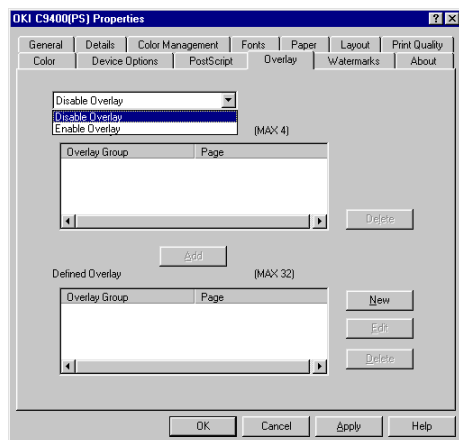 OKI C9400(PS) Properties
General Details Color Management Fonts Paper Layout Print Quality
Color Device Options PostScript Overlay Watermarks About
Disable Overlay
Disable Overlay
Enable Overlay
(MAX 4)
Overlay Group Page
Delete
Add
Defined Overlay (MAX 32)
Overlay Group Page
New
Edit
Delete
OK Cancel Apply Help